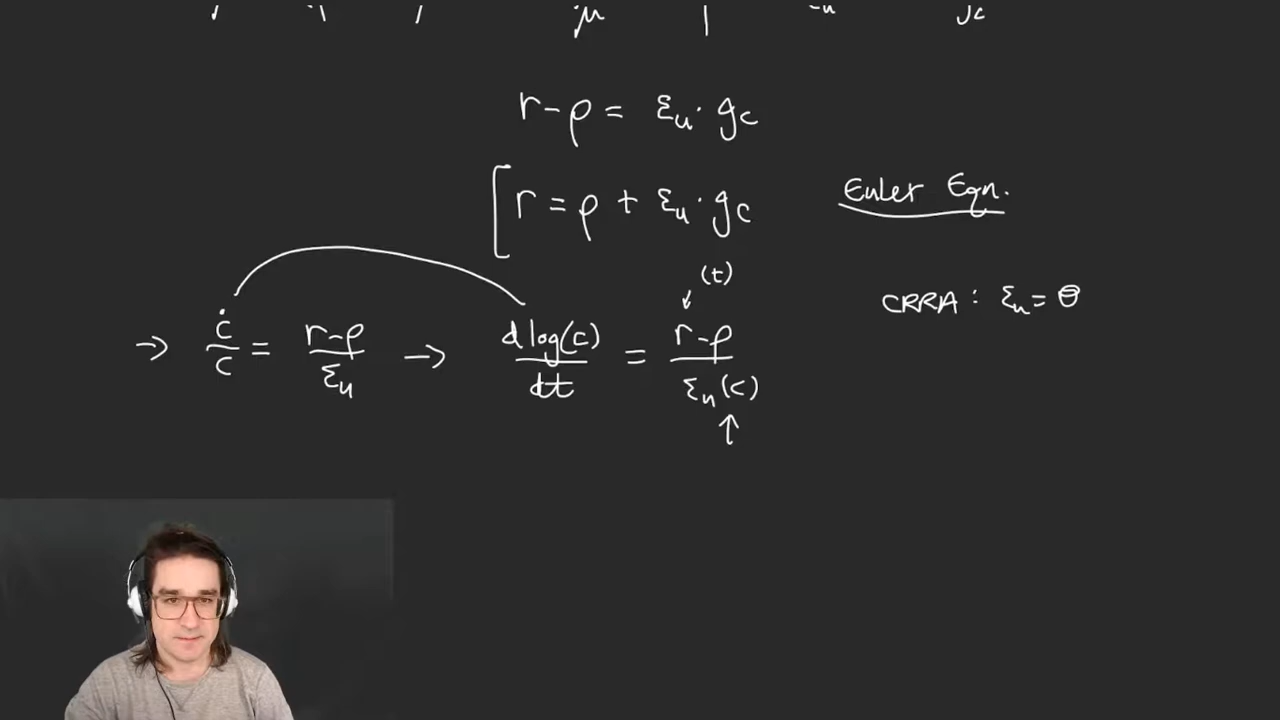 r-ρ = ε_u · g_c
[ r = ρ + ε_u · g_c
Euler Eqn.
(t)
↓
CRRA : ε_u = θ
→ ċ/c = (r-ρ)/ε_u → d log(c)/dt = (r-ρ)/ε_u(c)
↑